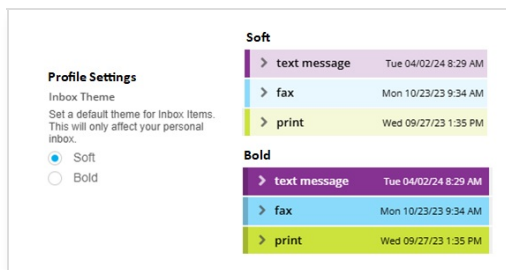 Profile Settings
Inbox Theme
Set a default theme for Inbox Items.
This will only affect your personal
inbox.
Soft
Bold
Soft
text message Tue 04/02/24 8:29 AM
fax Mon 10/23/23 9:34 AM
print Wed 09/27/23 1:35 PM
Bold
text message Tue 04/02/24 8:29 AM
fax Mon 10/23/23 9:34 AM
print Wed 09/27/23 1:35 PM